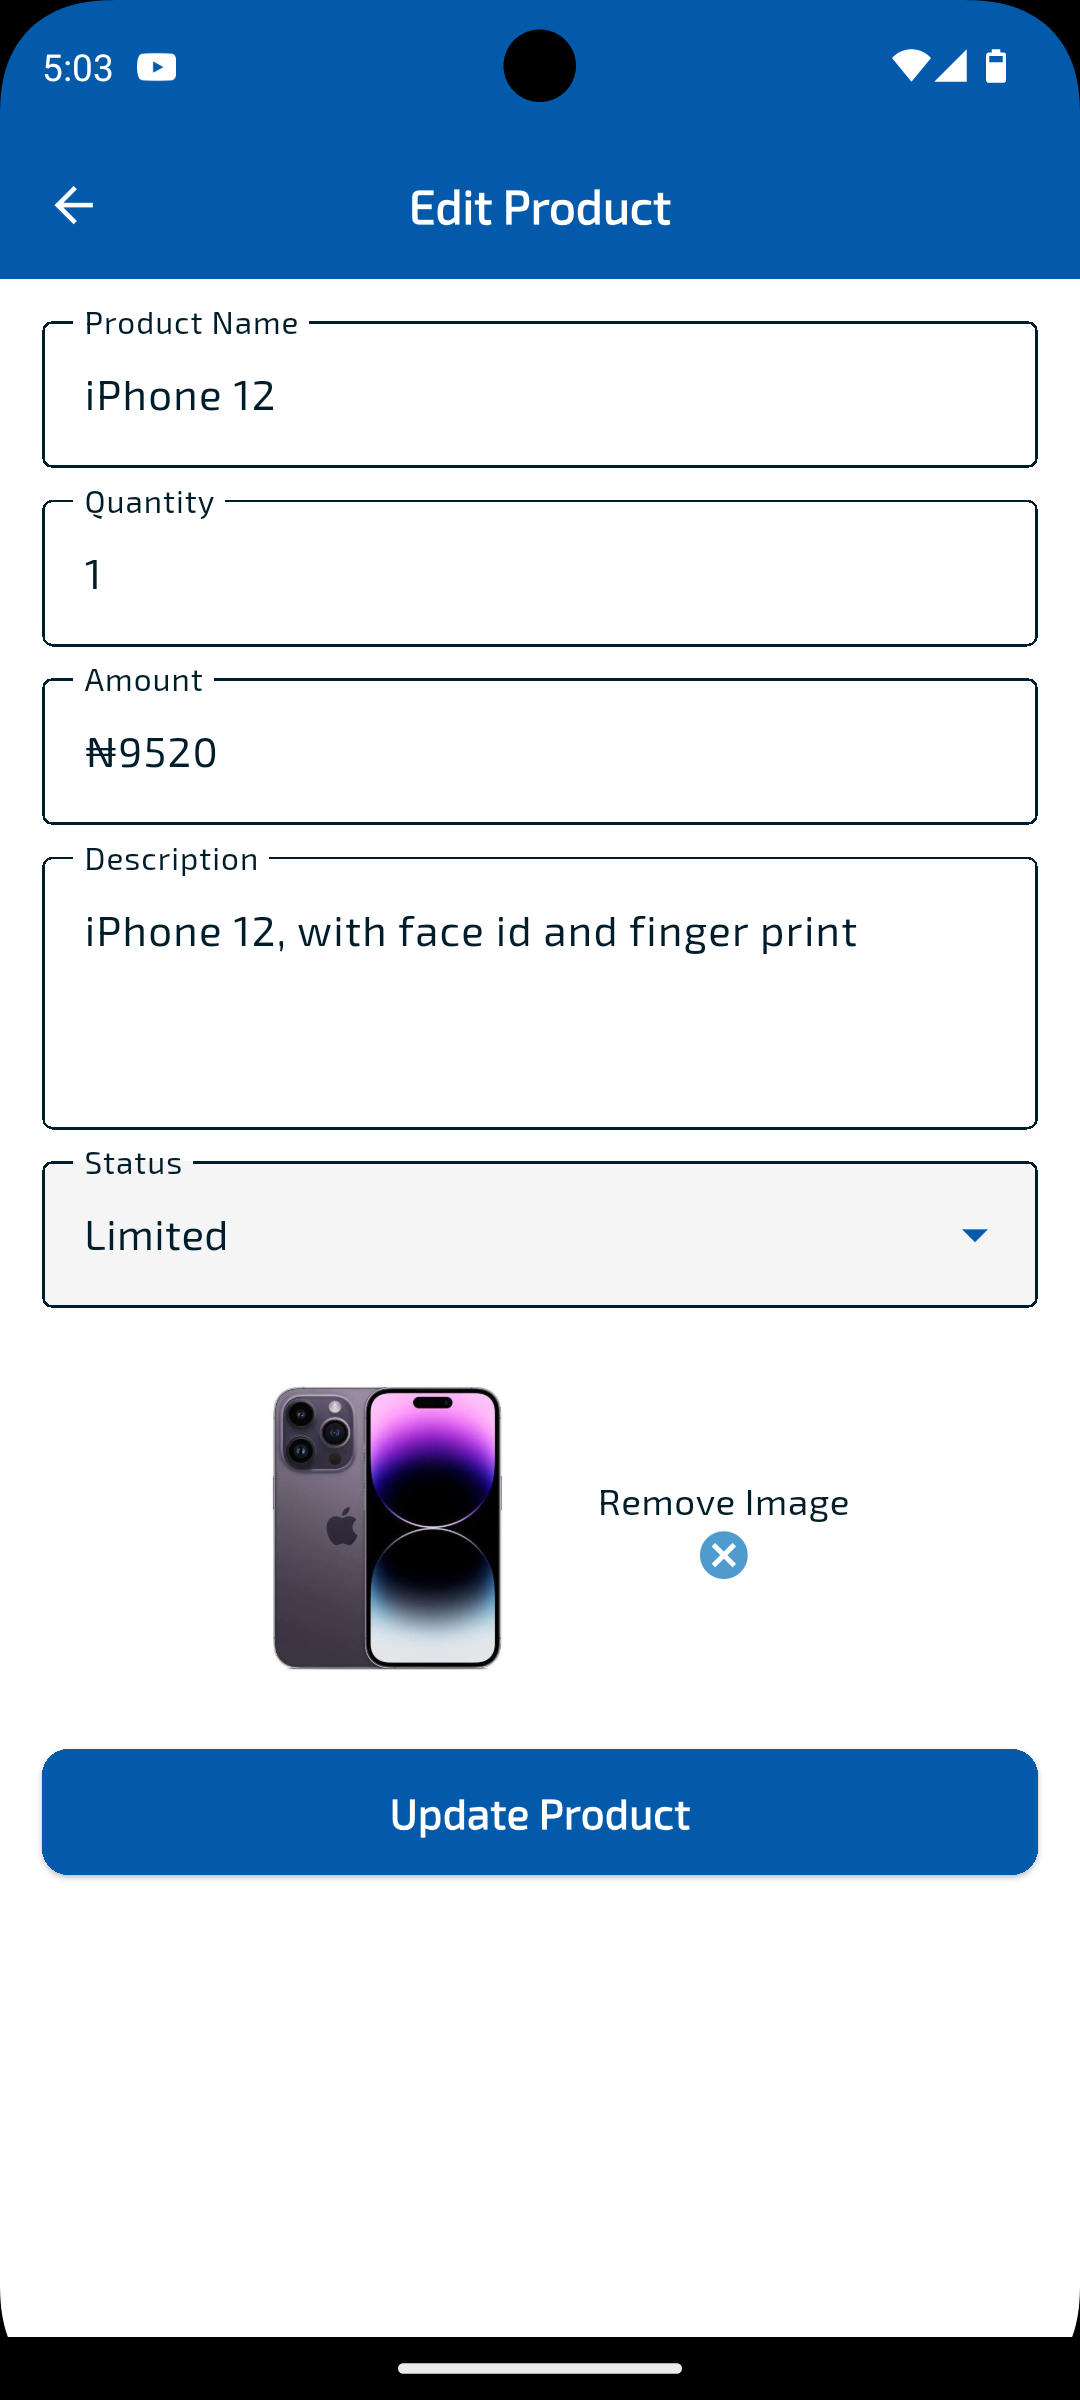 5:03
Edit Product
Product Name
iPhone 12
Quantity
1
Amount
₦9520
Description
iPhone 12, with face id and finger print
Status
Limited
Remove Image
Update Product